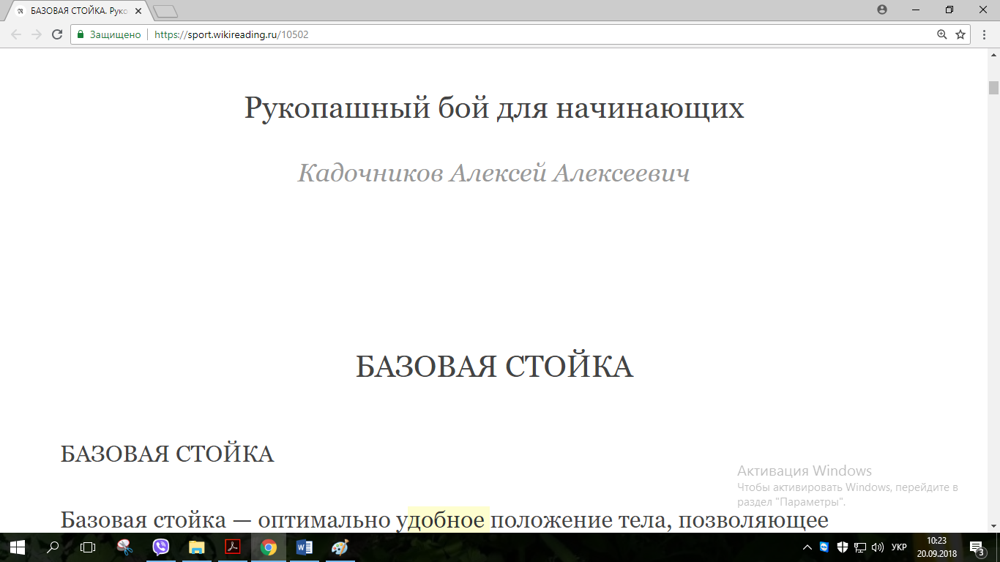 БАЗОВАЯ СТОЙКА. Руко
Защищено
https://sport.wikireading.ru/10502
Рукопашный бой для начинающих
Кадочников Алексей Алексеевич
БАЗОВАЯ СТОЙКА
БАЗОВАЯ СТОЙКА
Активация Windows
Чтобы активировать Windows, перейдите в
раздел "Параметры".
Базовая стойка — оптимально удобное положение тела, позволяющее
УКР
10:23
20.09.2018
3